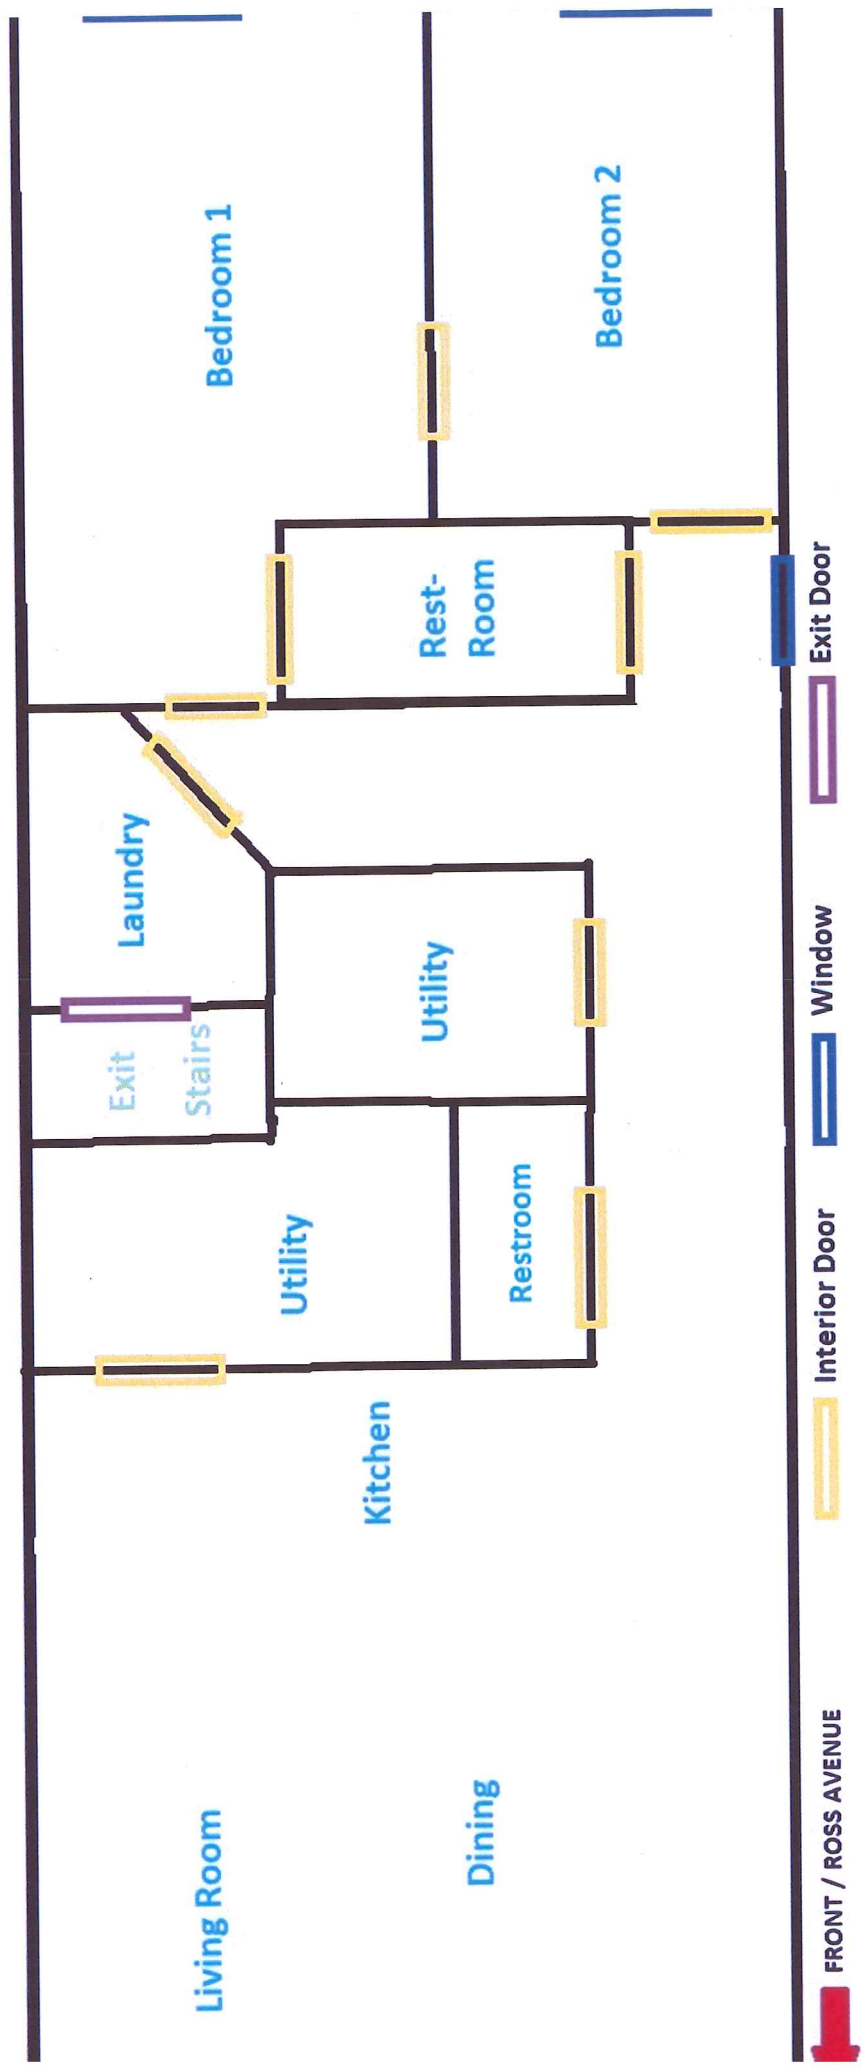 Living Room
Dining
Kitchen
Utility
Restroom
Exit
Stairs
Utility
Laundry
Rest-
Room
Bedroom 1
Bedroom 2
FRONT / ROSS AVENUE
Interior Door
Window
Exit Door